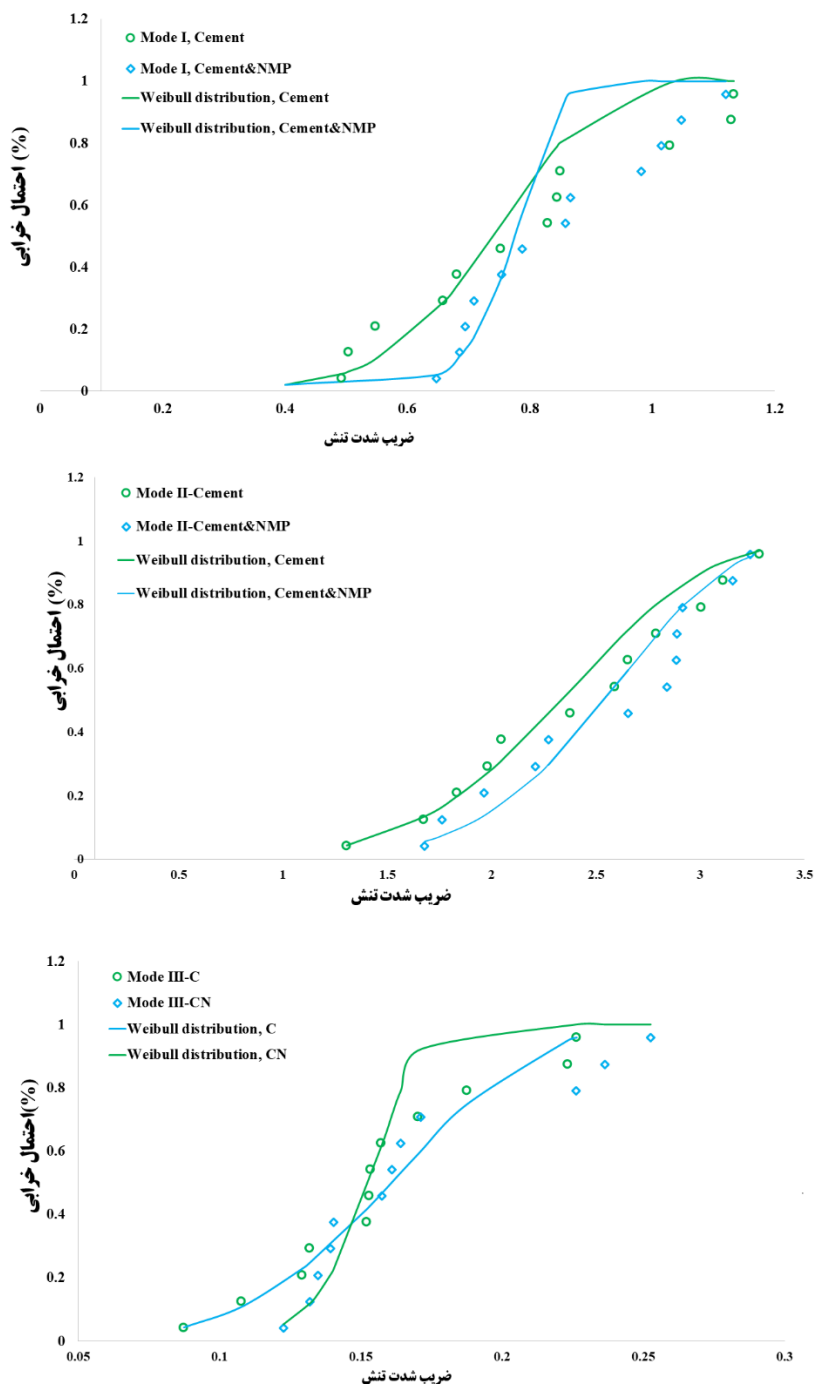 1.2
1
0.8
0.6
0.4
0.2
0
احتمال خرابی (%)
Mode I, Cement
Mode I, Cement&NMP
Weibull distribution, Cement
Weibull distribution, Cement&NMP
0 0.2 0.4 0.6 0.8 1 1.2
ضریب شدت تنش
1.2
1
0.8
0.6
0.4
0.2
0
احتمال خرابی (%)
Mode II-Cement
Mode II-Cement&NMP
Weibull distribution, Cement
Weibull distribution, Cement&NMP
0 0.5 1 1.5 2 2.5 3 3.5
ضریب شدت تنش
1.2
1
0.8
0.6
0.4
0.2
0
احتمال خرابی(%)
Mode III-C
Mode III-CN
Weibull distribution, C
Weibull distribution, CN
0.05 0.1 0.15 0.2 0.25 0.3
ضریب شدت تنش